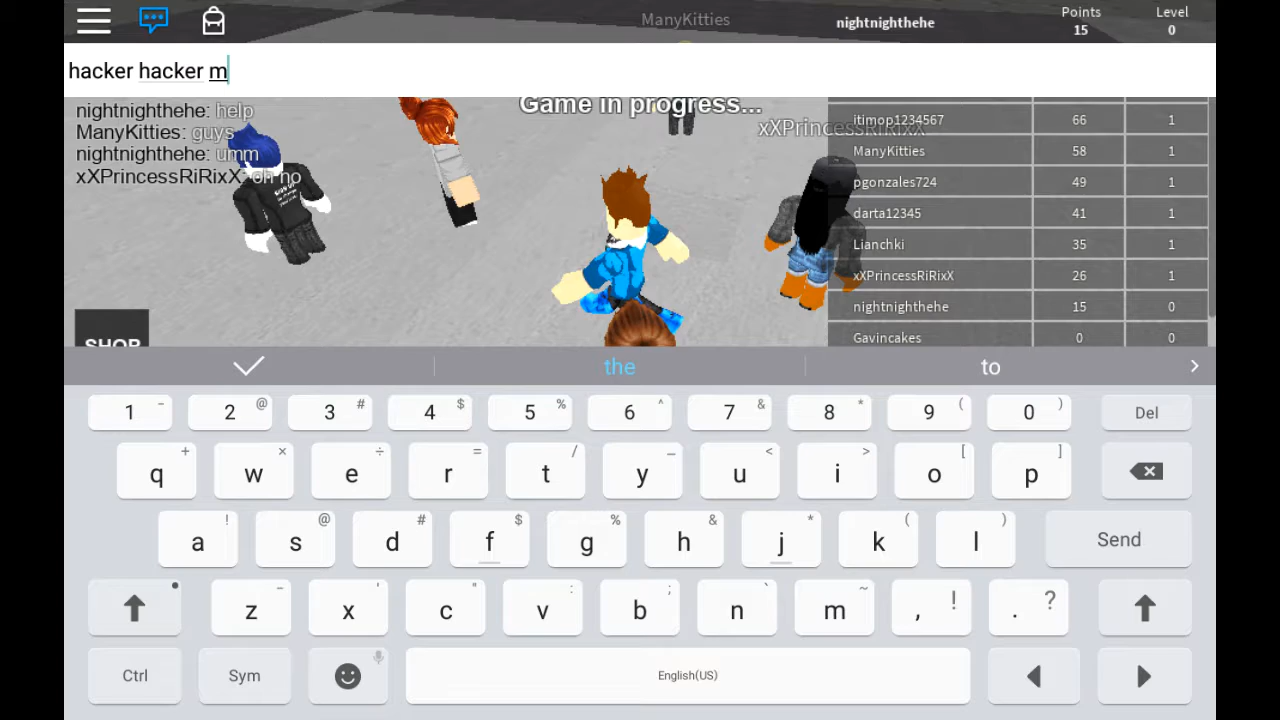 ManyKitties
nightnighthehe
Points
15
Level
0
hacker hacker m
nightnighthehe: help
ManyKitties: guys
nightnighthehe: umm
xXPrincessRiRixX: oh no
Game in progress...
xXPrincessRiRixX
itimop1234567 66 1
ManyKitties 58 1
pgonzales724 49 1
darta12345 41 1
Lianchki 35 1
xXPrincessRiRixX 26 1
nightnighthehe 15 0
Gavincakes 0 0
SHOP
the to
1 - 2 @ 3 # 4 $ 5 % 6 ^ 7 & 8 * 9 ( 0 ) Del
q + w × e ÷ r = t / y _ u < i > o [ p ]
a ! s @ d # f $ g % h & j * k ( l ) Send
z - x ' c " v : b ; n ` m ~ , ! . ?
Ctrl Sym English(US)